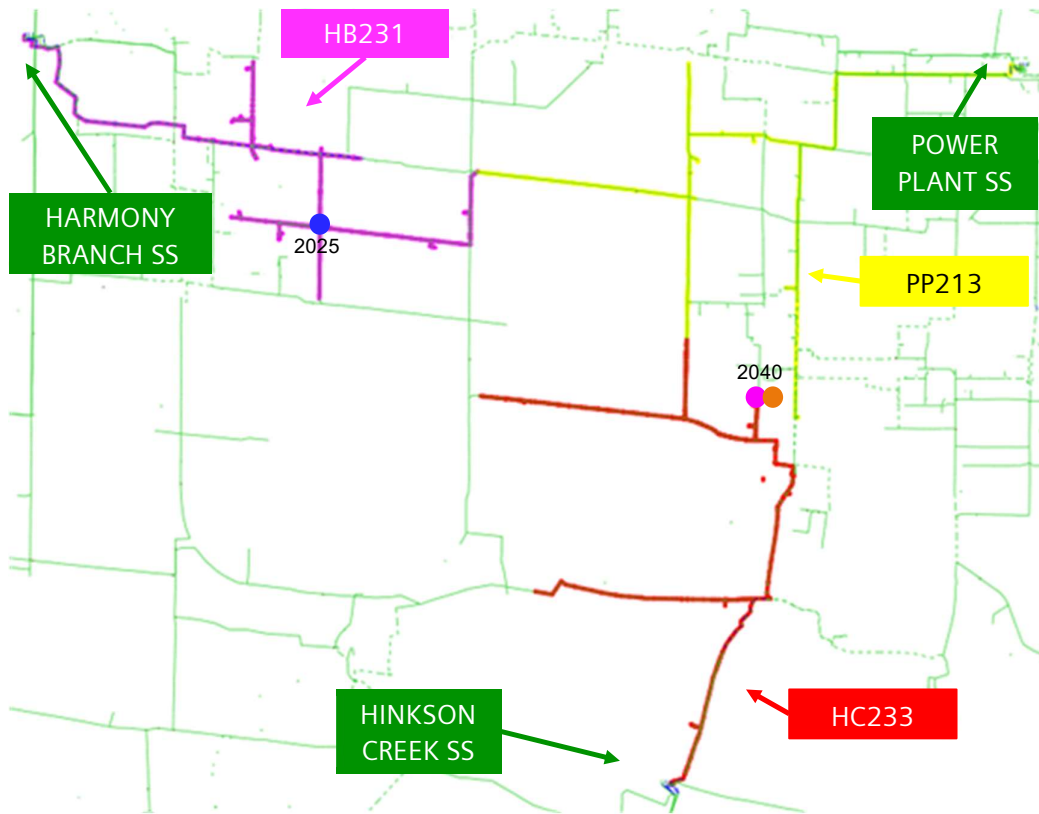 HB231
POWER
PLANT SS
HARMONY
BRANCH SS
2025
PP213
2040
HINKSON
CREEK SS
HC233